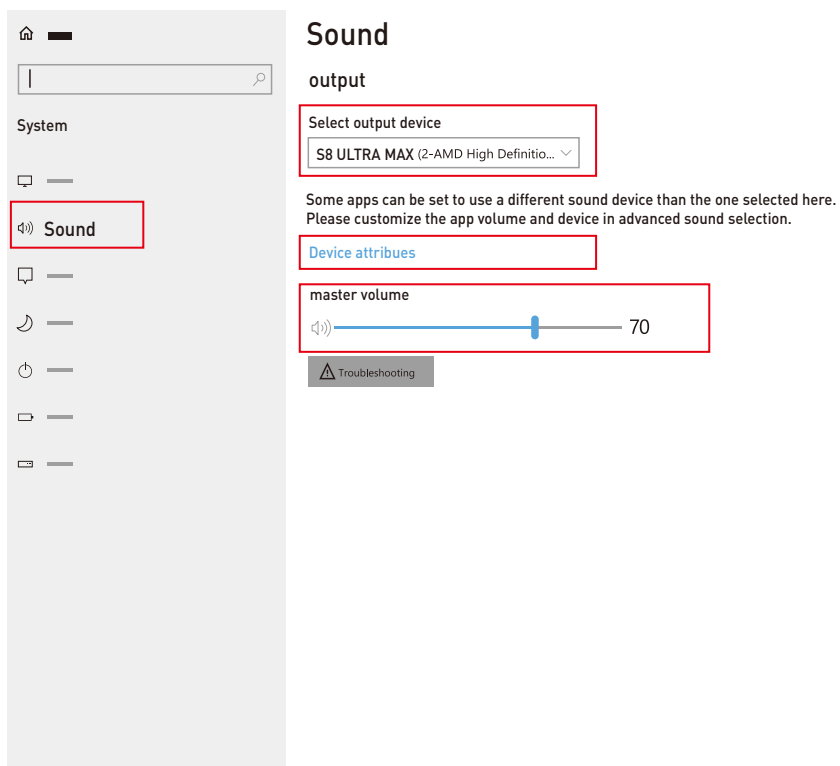 System
Sound
Sound
output
Select output device
S8 ULTRA MAX (2-AMD High Definitio...
Some apps can be set to use a different sound device than the one selected here.
Please customize the app volume and device in advanced sound selection.
Device attribues
master volume
70
Troubleshooting